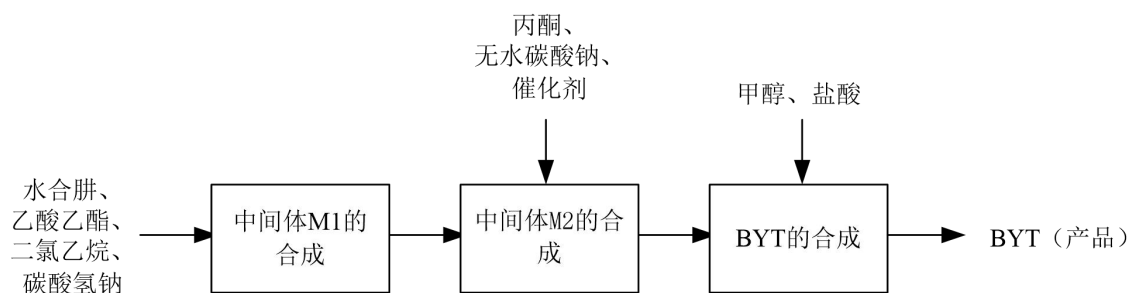 丙酮、
无水碳酸钠、
催化剂
甲醇、盐酸
水合肼、
乙酸乙酯、
二氯乙烷、
碳酸氢钠
中间体M1的
合成
中间体M2的合
成
BYT的合成
BYT（产品）